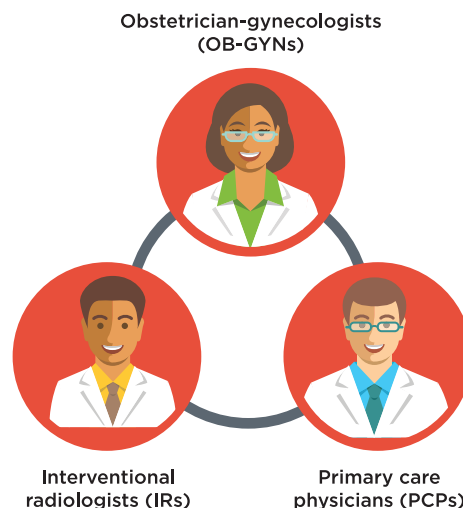 Obstetrician-gynecologists
(OB-GYNs)
Interventional
radiologists (IRs)
Primary care
physicians (PCPs)